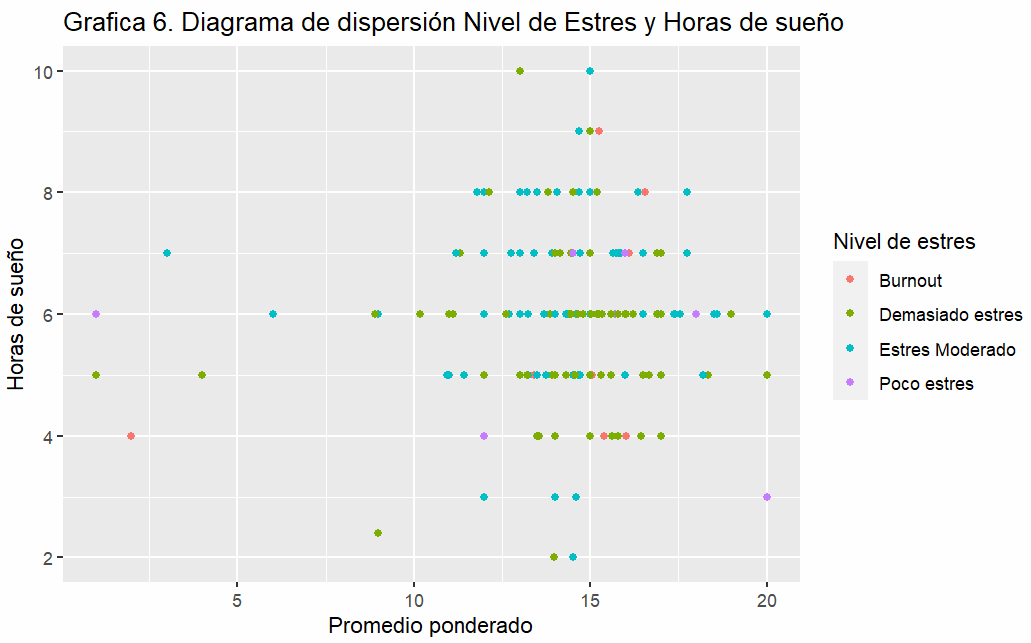 Grafica 6. Diagrama de dispersión Nivel de Estres y Horas de sueño
10
8
6
4
2
Horas de sueño
5
10
15
20
Promedio ponderado
Nivel de estres
Burnout
Demasiado estres
Estres Moderado
Poco estres